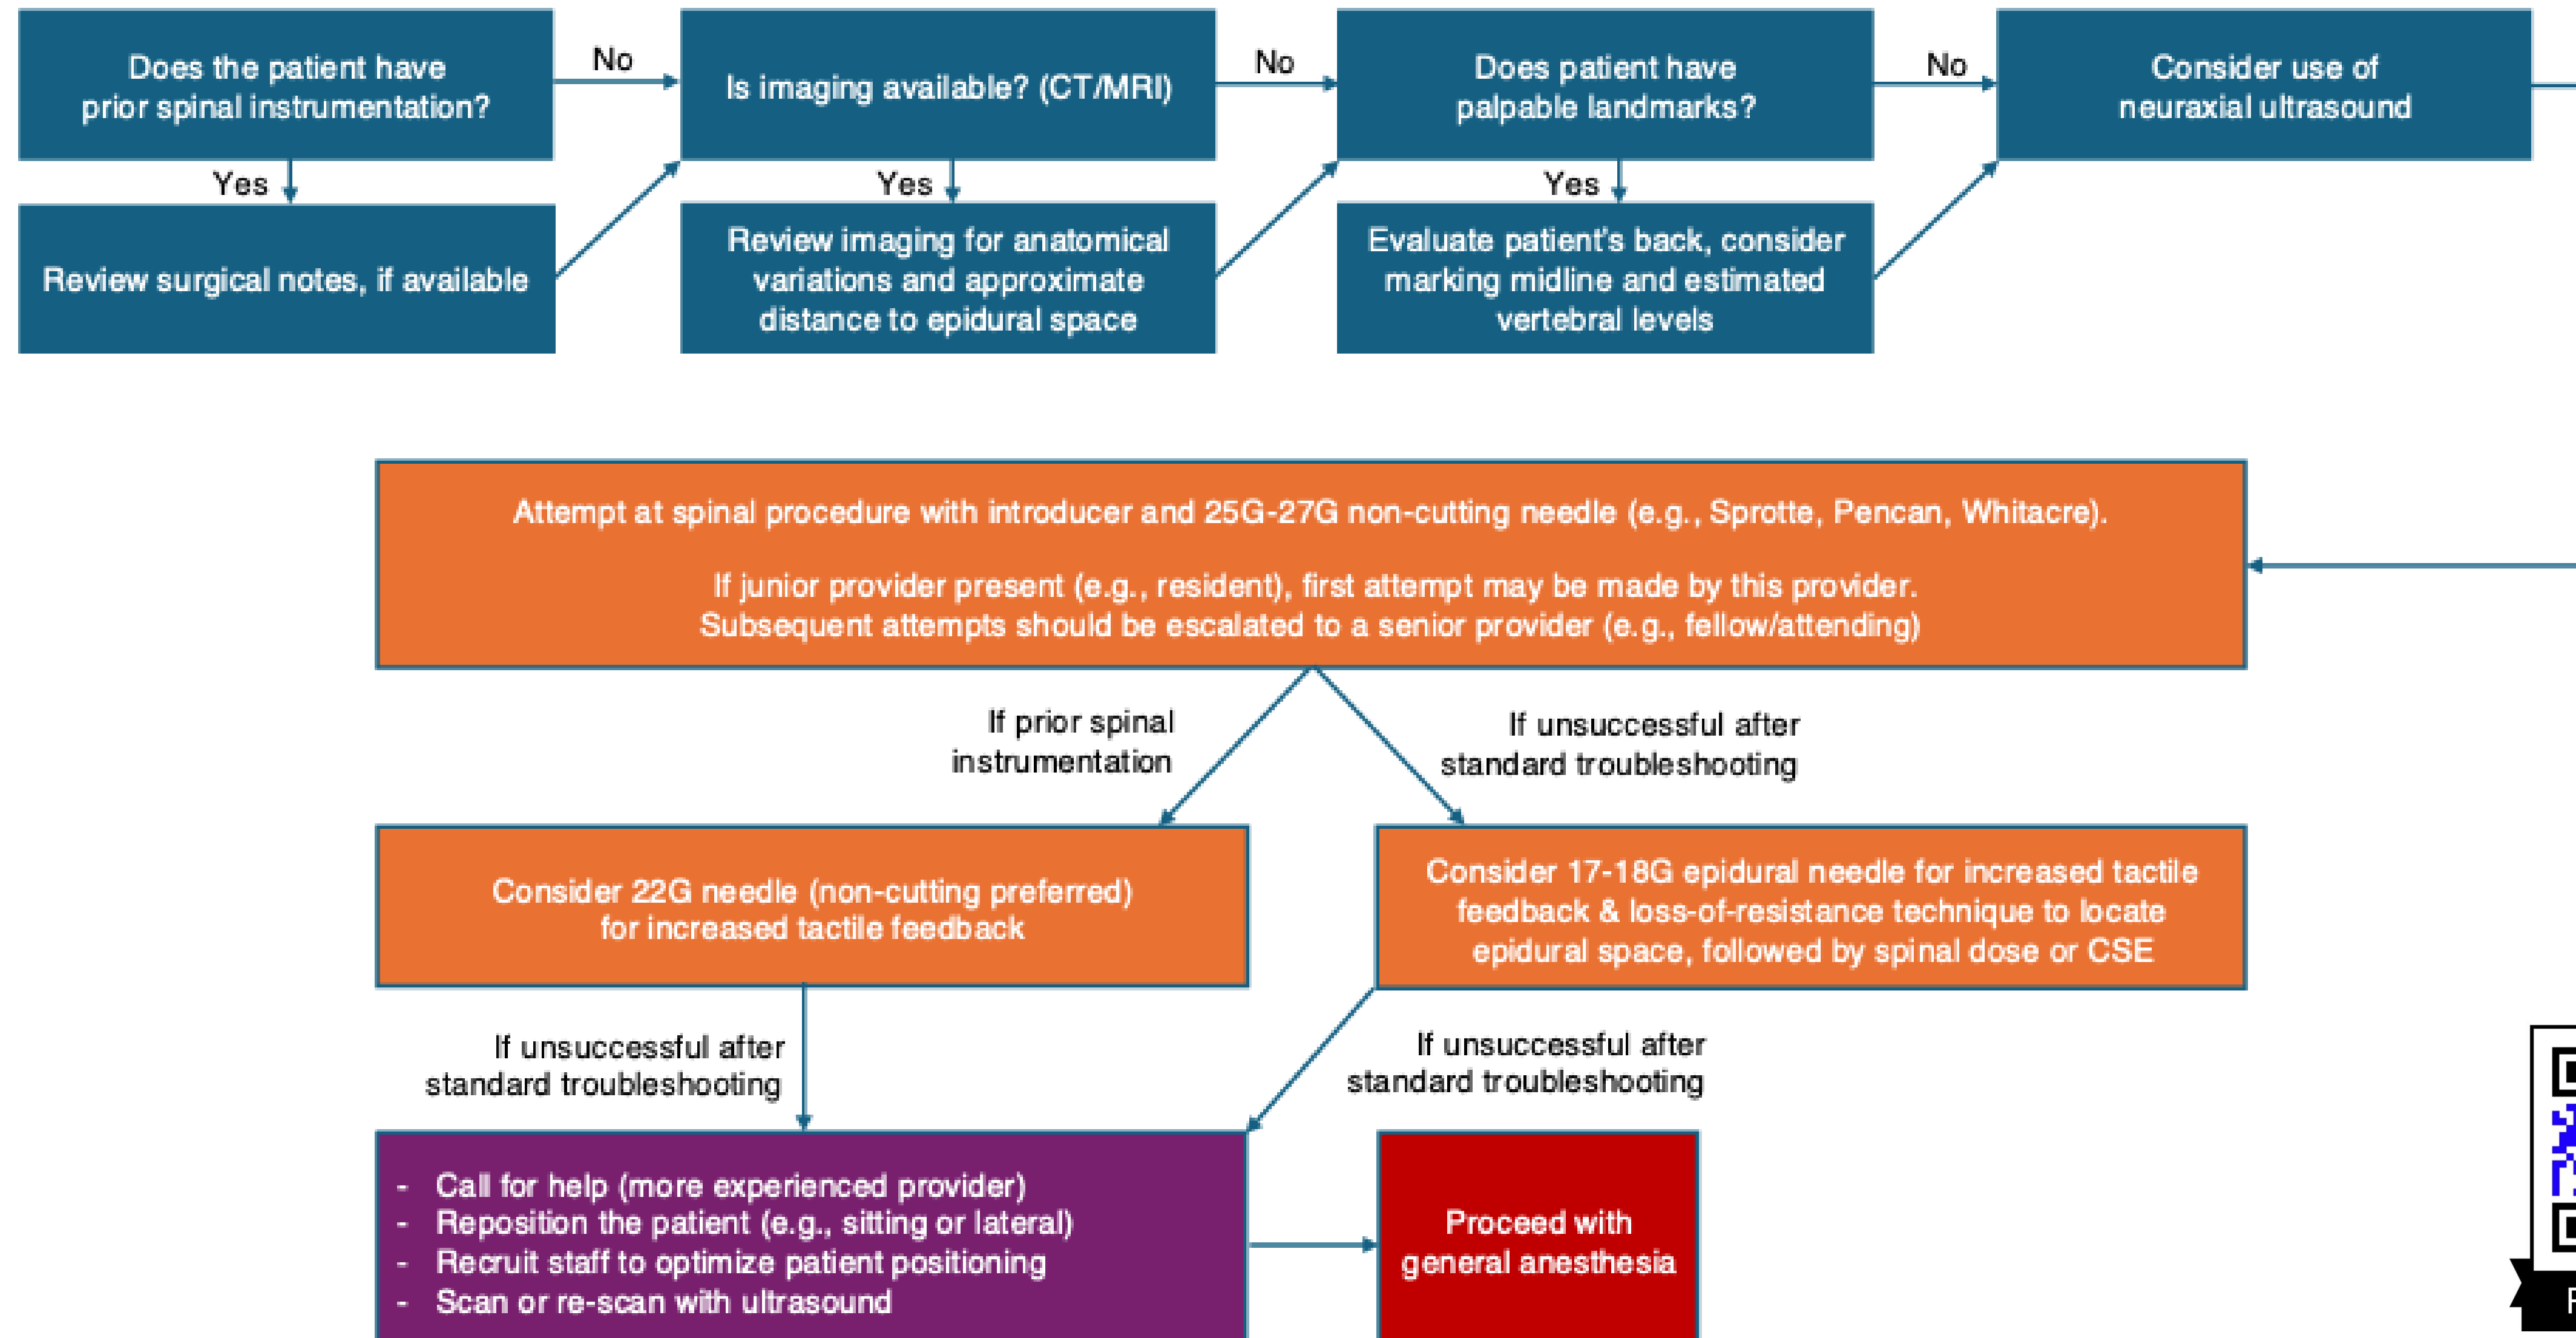 Does the patient have
prior spinal instrumentation?
No
Is imaging available? (CT/MRI)
No
Does patient have
palpable landmarks?
No
Consider use of
neuraxial ultrasound
Yes
Yes
Yes
Review surgical notes, if available
Review imaging for anatomical
variations and approximate
distance to epidural space
Evaluate patient's back, consider
marking midline and estimated
vertebral levels
Attempt at spinal procedure with introducer and 25G-27G non-cutting needle (e.g., Sprotte, Pencan, Whitacre).
If junior provider present (e.g., resident), first attempt may be made by this provider.
Subsequent attempts should be escalated to a senior provider (e.g., fellow/attending)
If prior spinal
instrumentation
If unsuccessful after
standard troubleshooting
Consider 22G needle (non-cutting preferred)
for increased tactile feedback
Consider 17-18G epidural needle for increased tactile
feedback & loss-of-resistance technique to locate
epidural space, followed by spinal dose or CSE
If unsuccessful after
standard troubleshooting
If unsuccessful after
standard troubleshooting
- Call for help (more experienced provider)
- Reposition the patient (e.g., sitting or lateral)
- Recruit staff to optimize patient positioning
- Scan or re-scan with ultrasound
Proceed with
general anesthesia